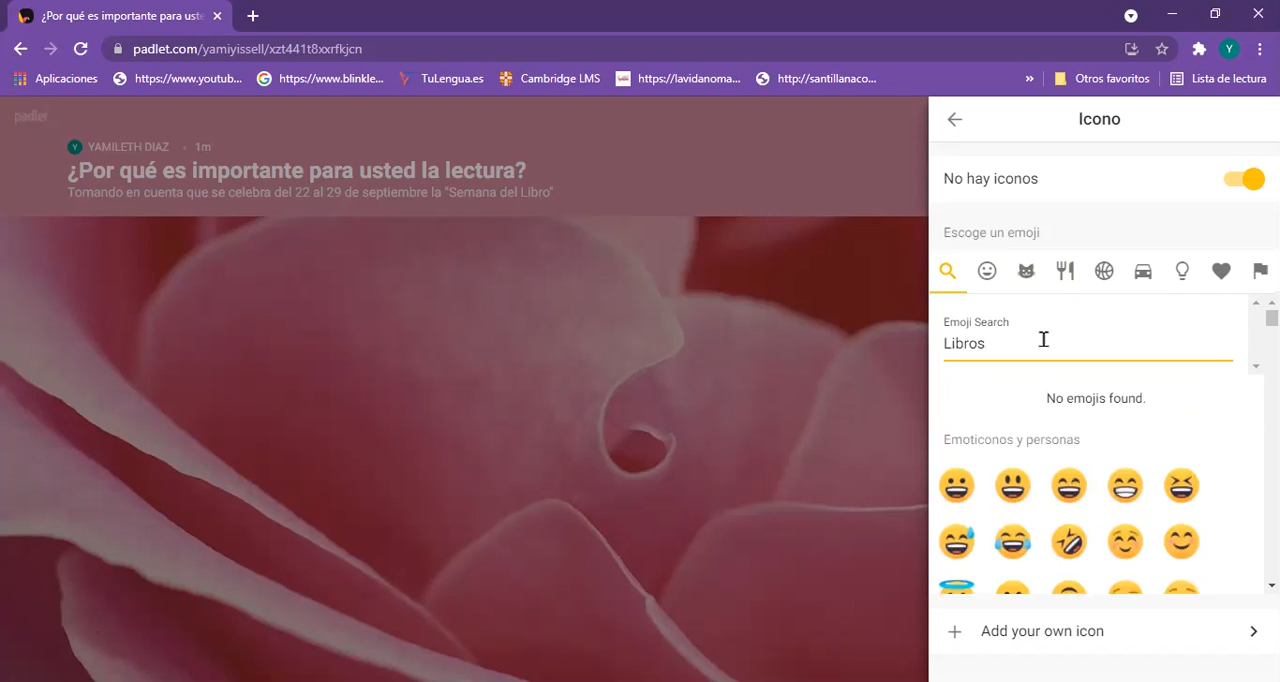 ¿Por qué es importante para uste
padlet.com/yamiyissell/xzt441t8xxrfkjcn
Y
Aplicaciones
https://www.youtub...
https://www.blinkle...
TuLengua.es
Cambridge LMS
https://lavidanoma...
http://santillanaco...
»
Otros favoritos
Lista de lectura
padlet
Y YAMILETH DIAZ • 1m
¿Por qué es importante para usted la lectura?
Tomando en cuenta que se celebra del 22 al 29 de septiembre la "Semana del Libro"
Icono
No hay iconos
Escoge un emoji
Emoji Search
Libros
No emojis found.
Emoticonos y personas
Add your own icon